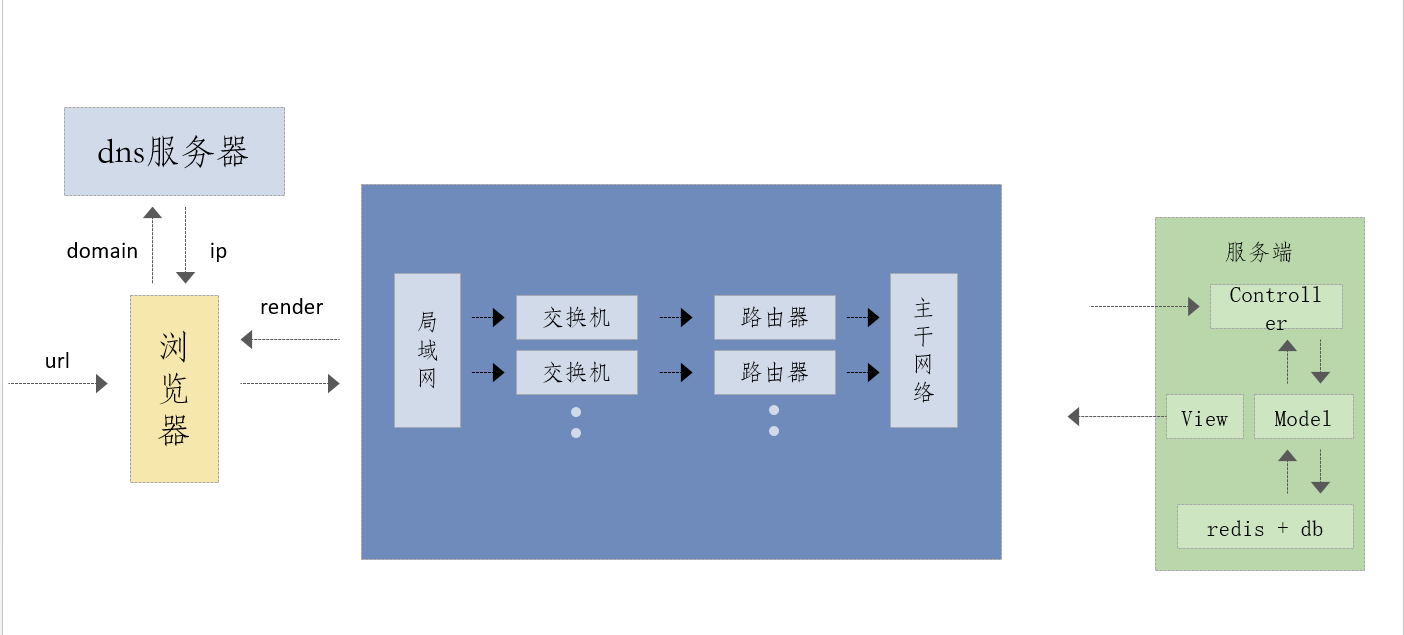 dns服务器
domain
ip
url
浏
览
器
render
局
域
网
交换机
路由器
交换机
路由器
主
干
网
络
服务端
Controll
er
View
Model
redis + db